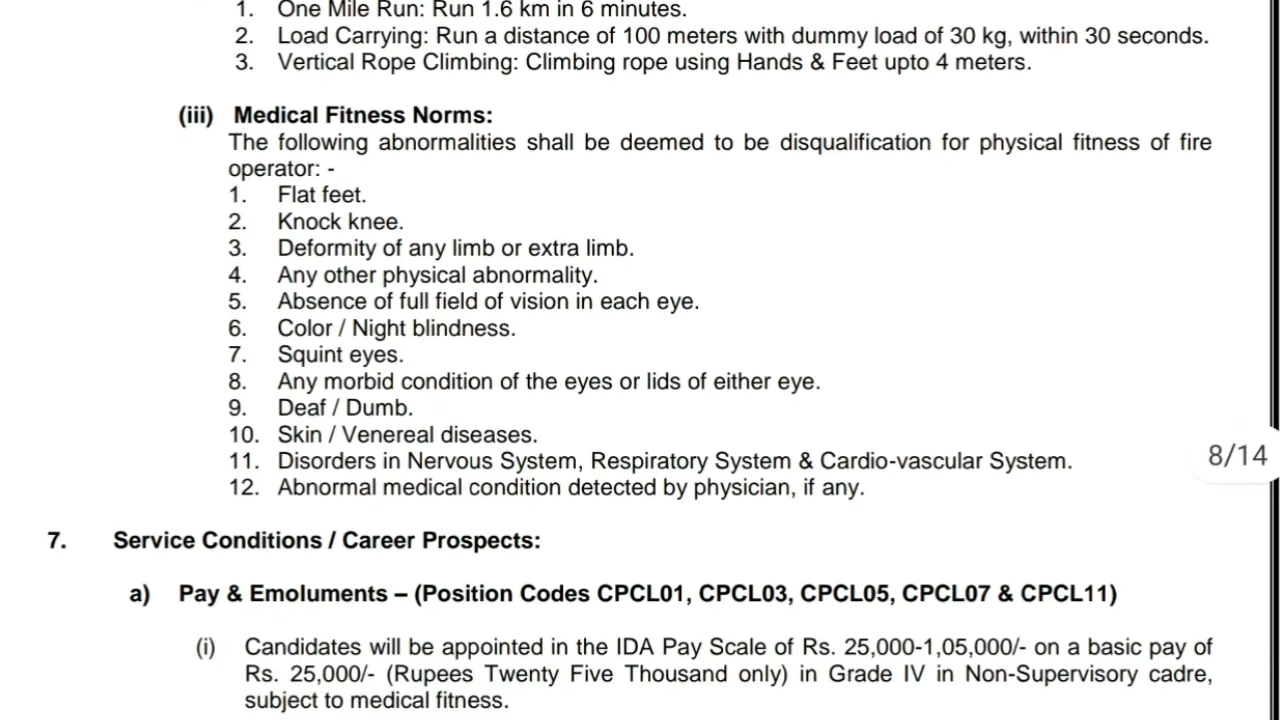 1. One Mile Run: Run 1.6 km in 6 minutes.
2. Load Carrying: Run a distance of 100 meters with dummy load of 30 kg, within 30 seconds.
3. Vertical Rope Climbing: Climbing rope using Hands & Feet upto 4 meters.
(iii) Medical Fitness Norms:
The following abnormalities shall be deemed to be disqualification for physical fitness of fire
operator: -
1. Flat feet.
2. Knock knee.
3. Deformity of any limb or extra limb.
4. Any other physical abnormality.
5. Absence of full field of vision in each eye.
6. Color / Night blindness.
7. Squint eyes.
8. Any morbid condition of the eyes or lids of either eye.
9. Deaf / Dumb.
10. Skin / Venereal diseases.
11. Disorders in Nervous System, Respiratory System & Cardio-vascular System.
8/14
12. Abnormal medical condition detected by physician, if any.
7. Service Conditions / Career Prospects:
a) Pay & Emoluments – (Position Codes CPCL01, CPCL03, CPCL05, CPCL07 & CPCL11)
(i) Candidates will be appointed in the IDA Pay Scale of Rs. 25,000-1,05,000/- on a basic pay of
Rs. 25,000/- (Rupees Twenty Five Thousand only) in Grade IV in Non-Supervisory cadre,
subject to medical fitness.